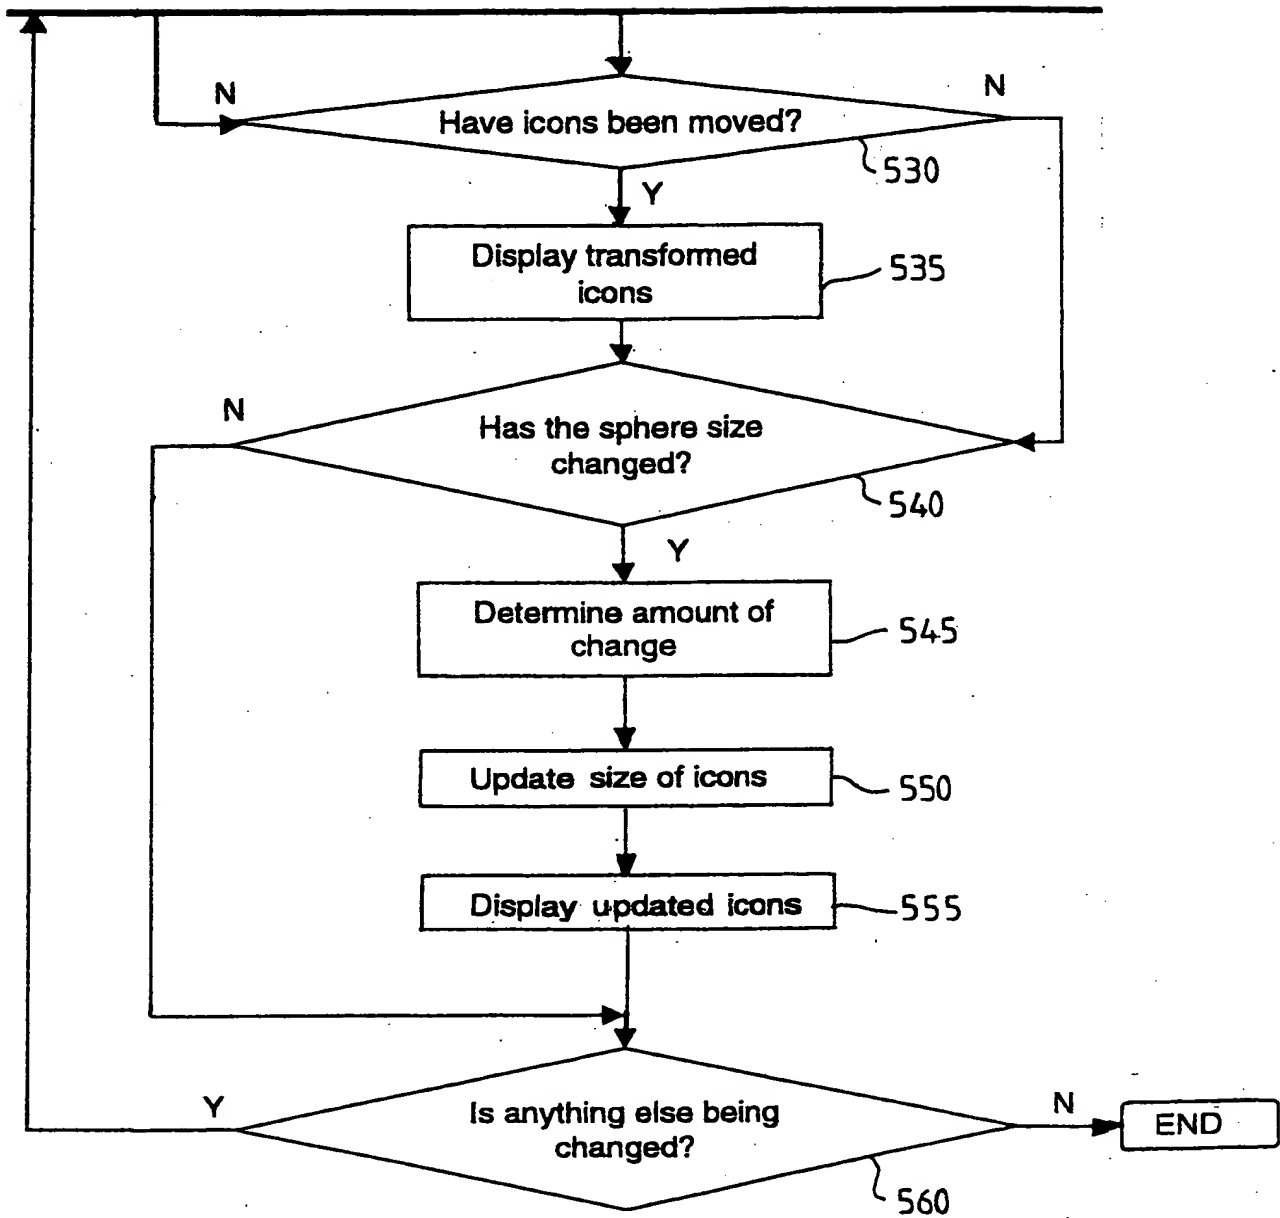 N
N
Have icons been moved?
530
Y
Display transformed
icons
535
N
Has the sphere size
changed?
540
Y
Determine amount of
change
545
Update size of icons
550
Display updated icons
555
Y
Is anything else being
changed?
N
END
560